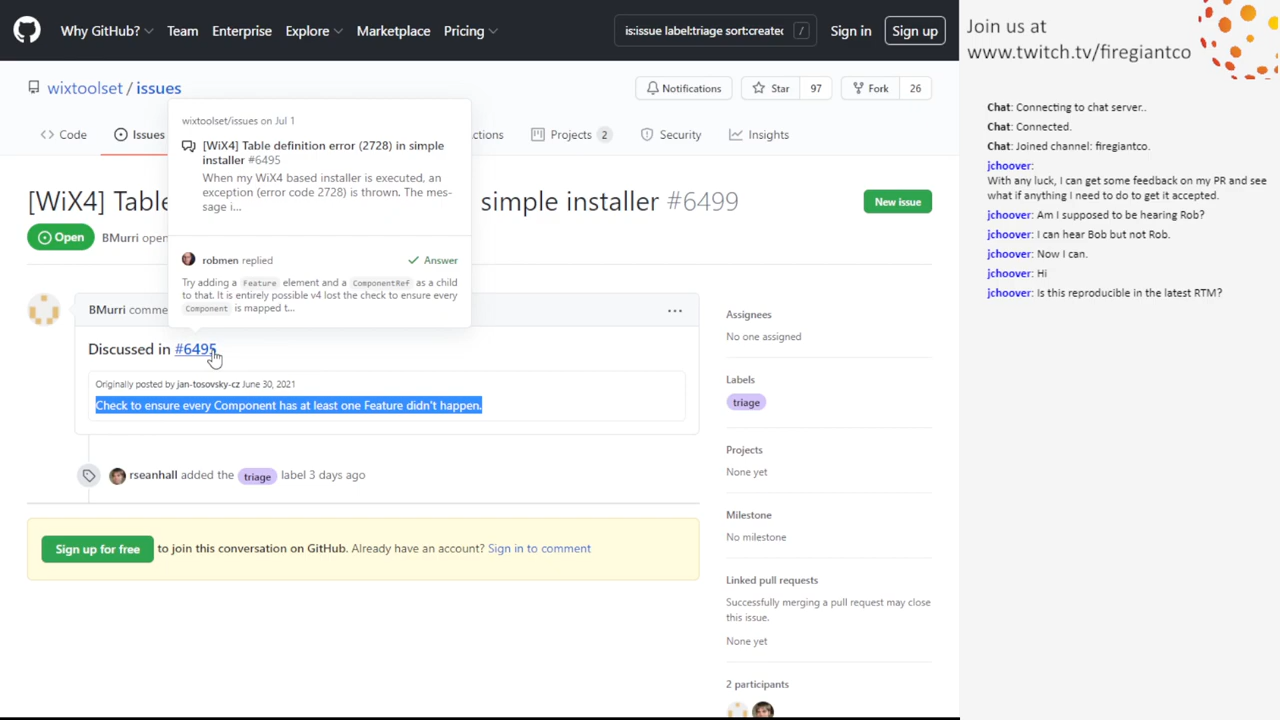 Why GitHub? Team Enterprise Explore Marketplace Pricing
is:issue label:triage sort:created /
Sign in Sign up
wixtoolset / issues
Notifications Star 97 Fork 26
Code Issues ctions Projects 2 Security Insights
wixtoolset/issues on Jul 1
[WiX4] Table definition error (2728) in simple
installer #6495
When my WiX4 based installer is executed, an
exception (error code 2728) is thrown. The mes-
sage i...
robmen replied Answer
Try adding a Feature element and a ComponentRef as a child
to that. It is entirely possible v4 lost the check to ensure every
Component is mapped t...
[WiX4] Table simple installer #6499
New issue
Open BMurri open
BMurri comme
...
Discussed in #6495
Originally posted by jan-tosovsky-cz June 30, 2021
Check to ensure every Component has at least one Feature didn't happen.
rseanhall added the triage label 3 days ago
Sign up for free to join this conversation on GitHub. Already have an account? Sign in to comment
Assignees
No one assigned
Labels
triage
Projects
None yet
Milestone
No milestone
Linked pull requests
Successfully merging a pull request may close
this issue.
None yet
2 participants
Join us at
www.twitch.tv/firegiantco
Chat: Connecting to chat server..
Chat: Connected.
Chat: Joined channel: firegiantco.
jchoover:
With any luck, I can get some feedback on my PR and see
what if anything I need to do to get it accepted.
jchoover: Am I supposed to be hearing Rob?
jchoover: I can hear Bob but not Rob.
jchoover: Now I can.
jchoover: Hi
jchoover: Is this reproducible in the latest RTM?